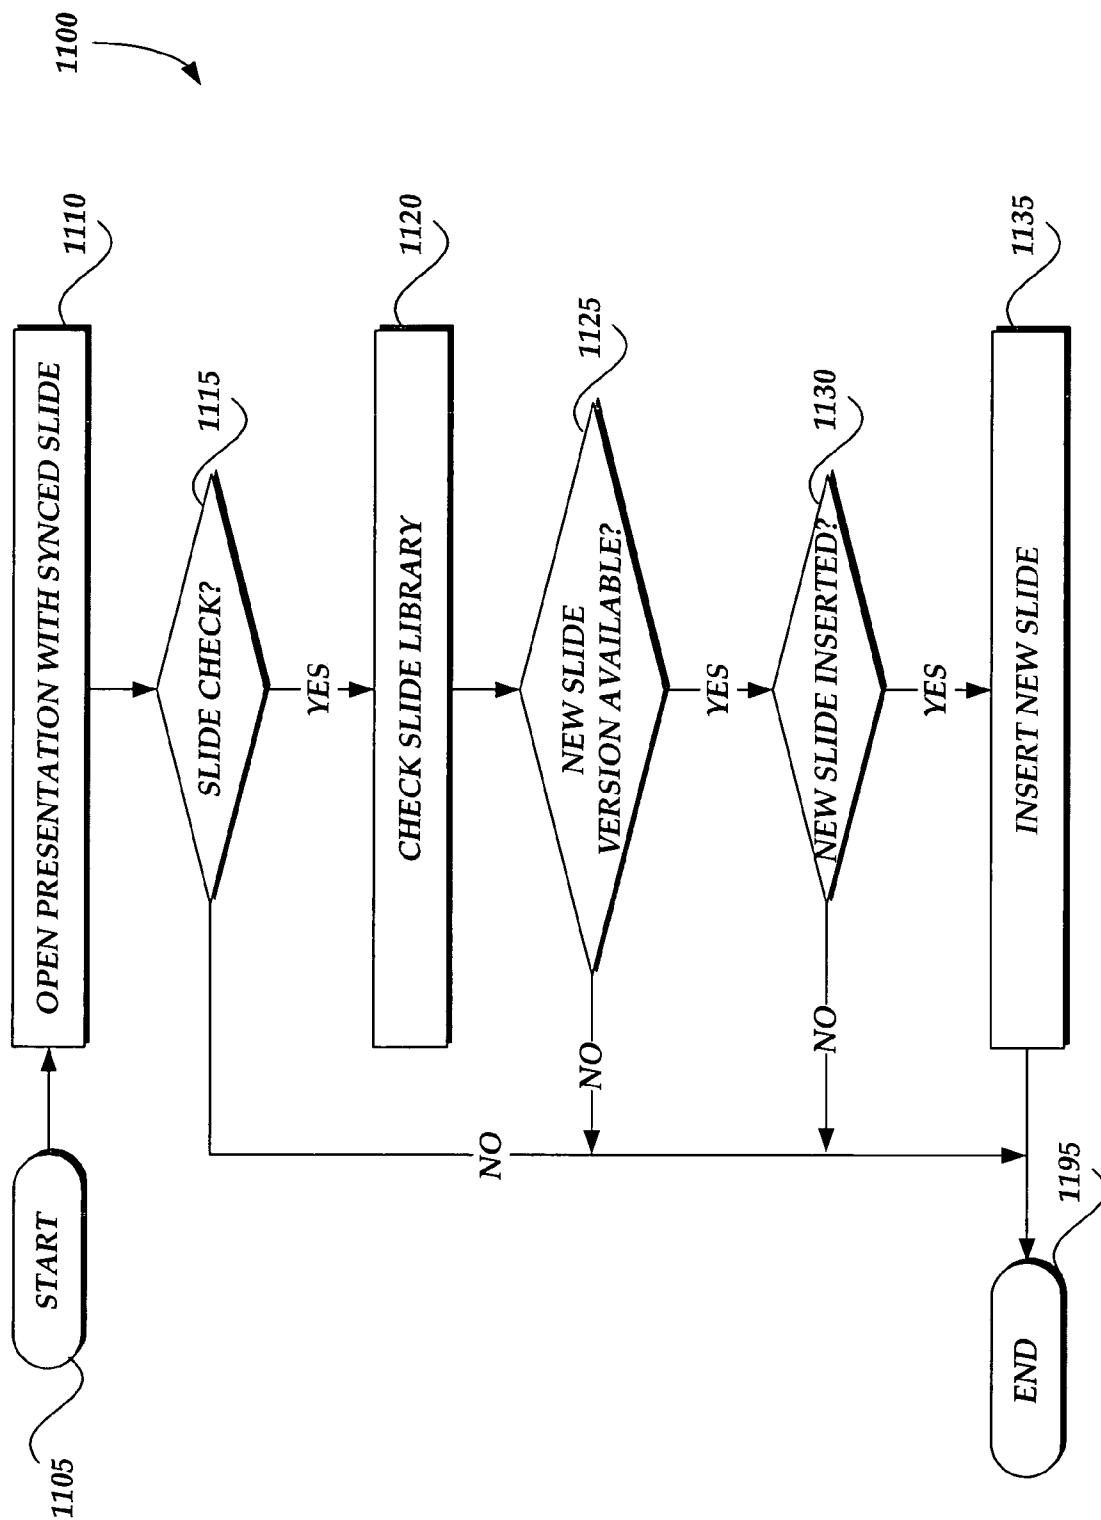 1100
START
1105
OPEN PRESENTATION WITH SYNCED SLIDE
1110
SLIDE CHECK?
1115
YES
NO
CHECK SLIDE LIBRARY
1120
NEW SLIDE
VERSION AVAILABLE?
1125
YES
NO
NEW SLIDE INSERTED?
1130
YES
NO
INSERT NEW SLIDE
1135
END
1195